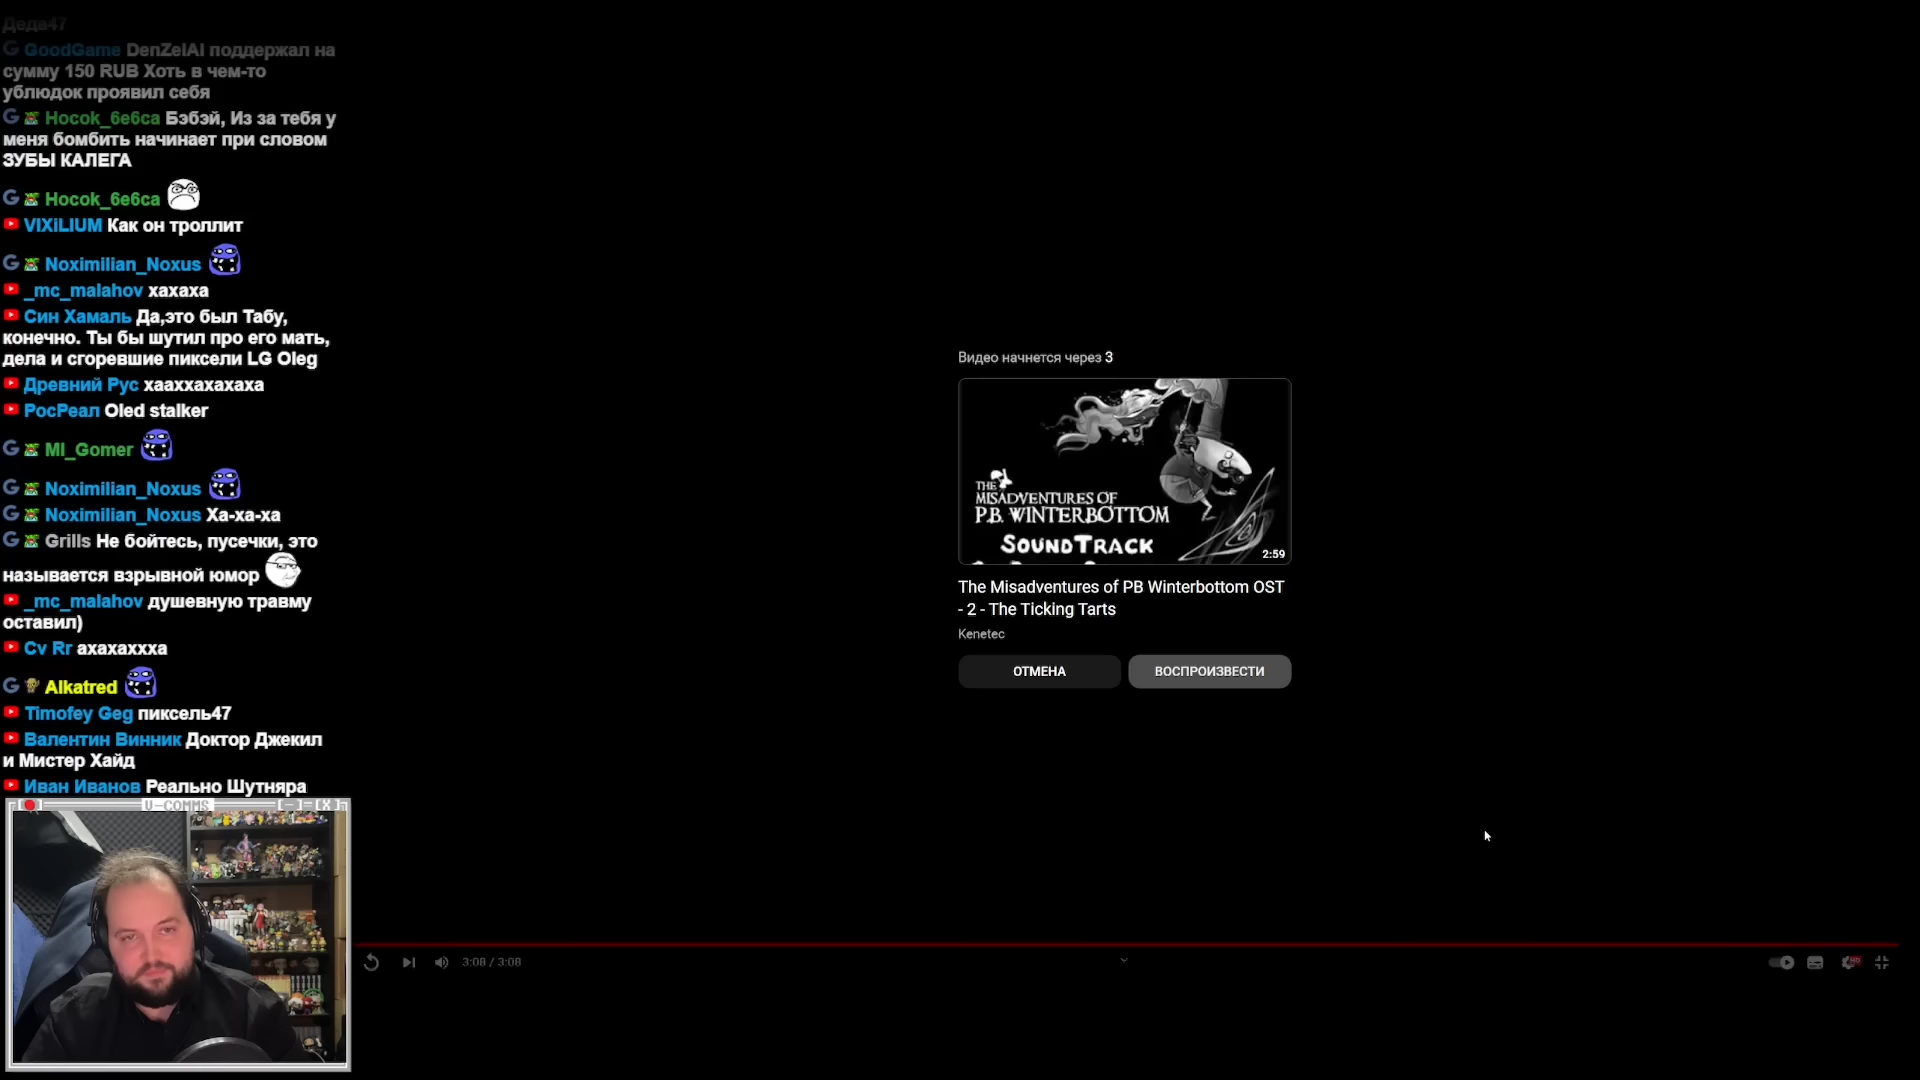 Деда47
GoodGame DenZelAl поддержал на
сумму 150 RUB Хоть в чем-то
ублюдок проявил себя
Hocok_6e6ca Бэбэй, Из за тебя у
меня бомбить начинает при словом
ЗУБЫ КАЛЕГА
Hocok_6e6ca
VIXiLIUM Как он троллит
Noximilian_Noxus
_mc_malahov хахаха
Син Хамаль Да,это был Табу,
конечно. Ты бы шутил про его мать,
дела и сгоревшие пиксели LG Oleg
Древний Рус хааххахахаха
РосРеал Oled stalker
MI_Gomer
Noximilian_Noxus
Noximilian_Noxus Ха-ха-ха
Grills Не бойтесь, пусечки, это
называется взрывной юмор
_mc_malahov душевную травму
оставил)
Cv Rr ахахаххха
Alkatred
Timofey Geg пиксель47
Валентин Винник Доктор Джекил
и Мистер Хайд
Иван Иванов Реально Шутняра
U-COMMS
[-]=[X]
Видео начнется через 3
THE
MISADVENTURES OF
P.B. WINTERBOTTOM
SOUNDTRACK
2:59
The Misadventures of PB Winterbottom OST
- 2 - The Ticking Tarts
Kenetec
ОТМЕНА
ВОСПРОИЗВЕСТИ
3:08 / 3:08
HD